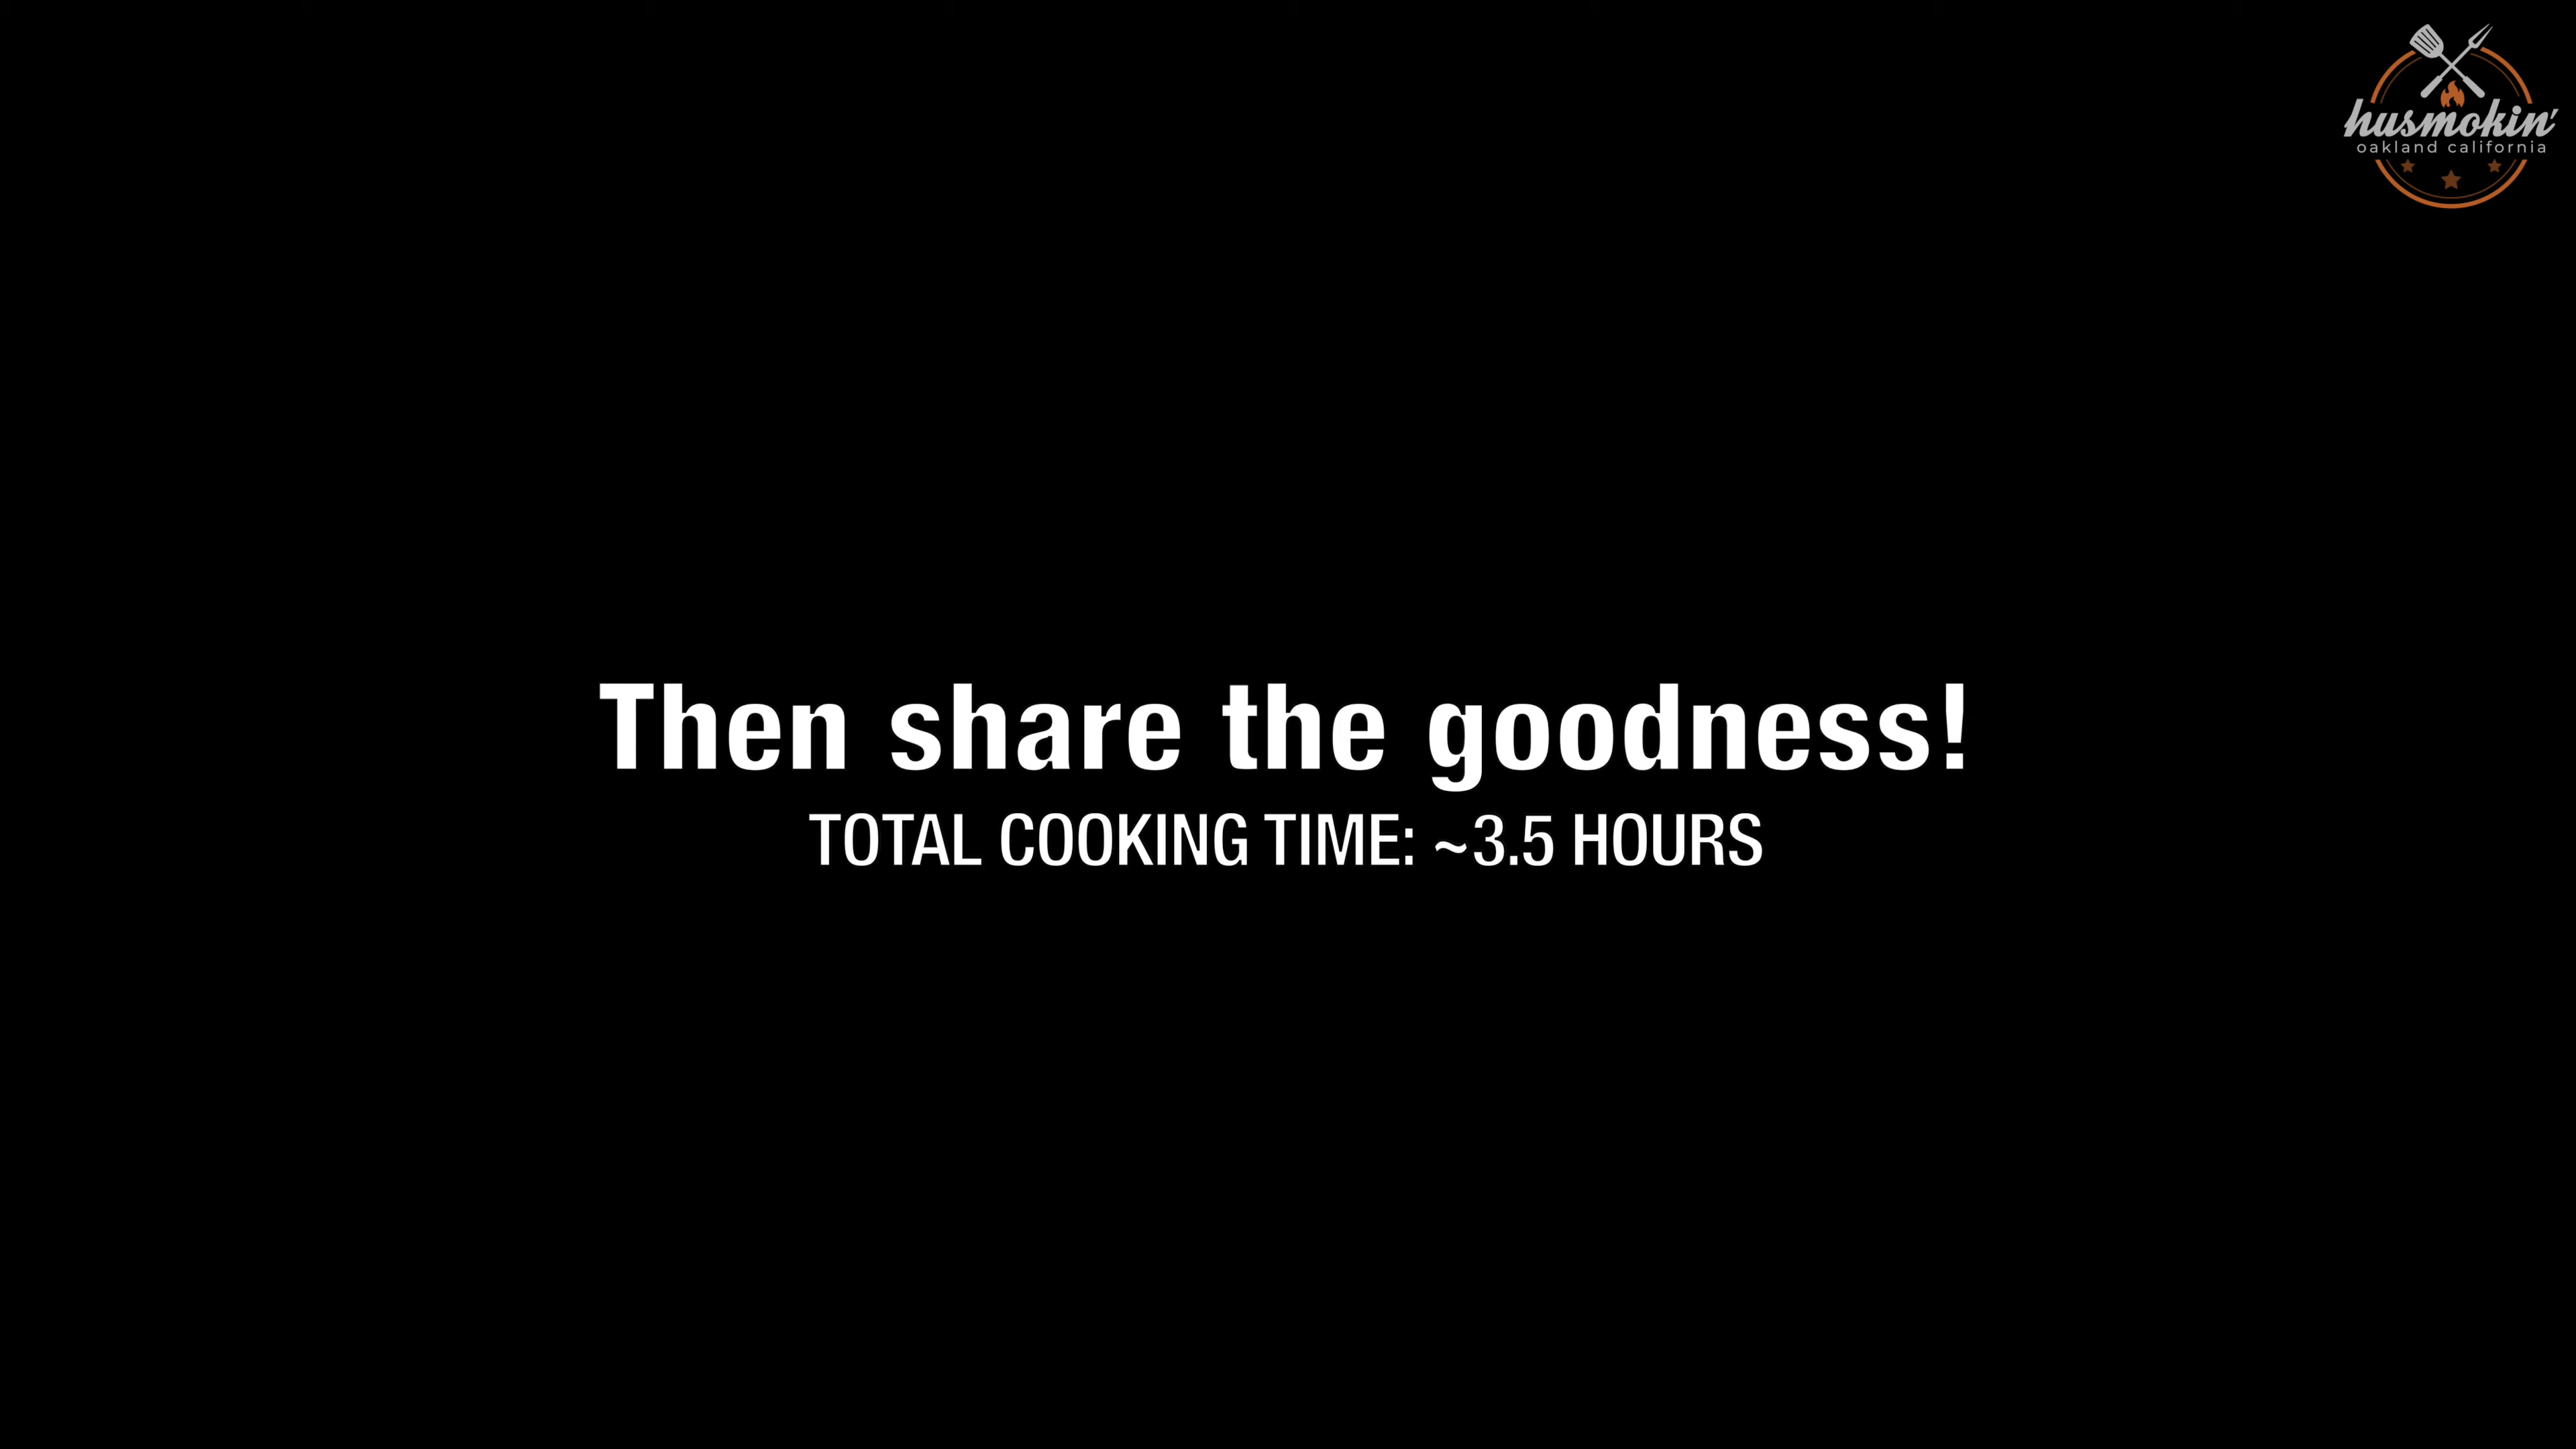 husmokin'
oakland california
Then share the goodness!
TOTAL COOKING TIME: ~3.5 HOURS